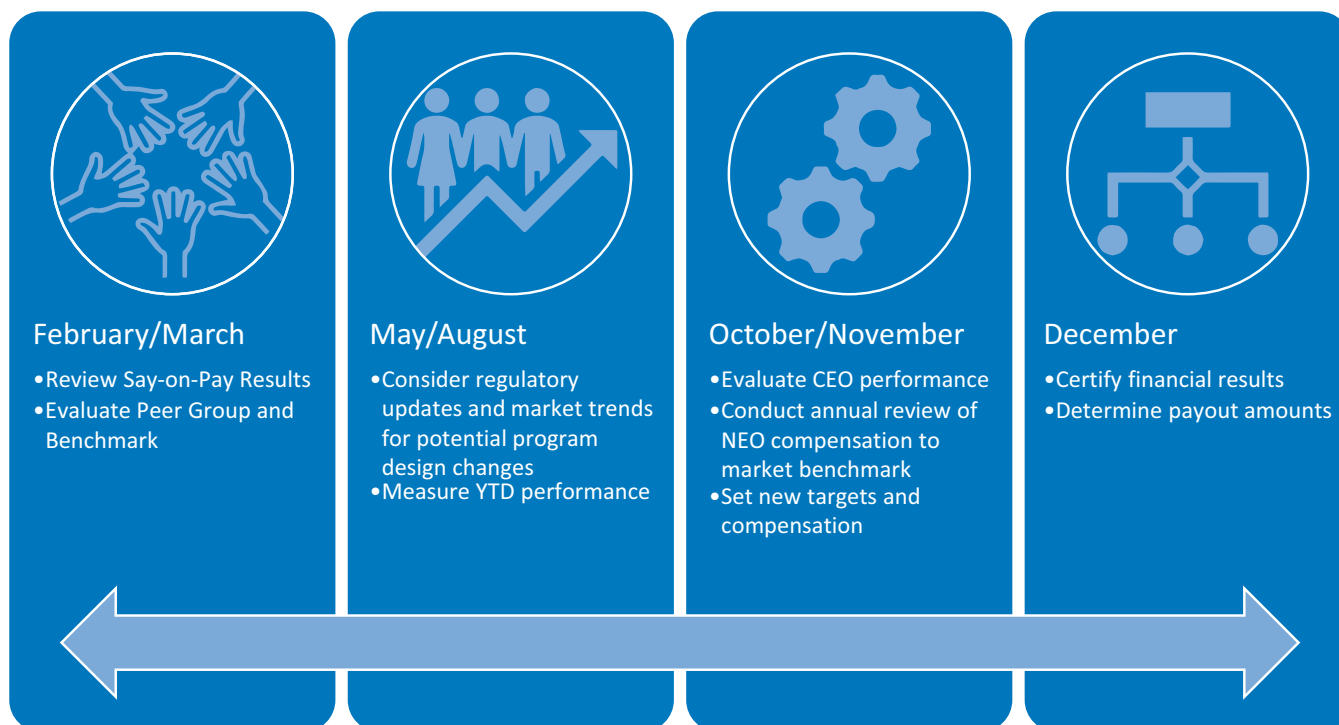 February/March
•Review Say-on-Pay Results
•Evaluate Peer Group and
Benchmark
May/August
•Consider regulatory
updates and market trends
for potential program
design changes
•Measure YTD performance
October/November
•Evaluate CEO performance
•Conduct annual review of
NEO compensation to
market benchmark
•Set new targets and
compensation
December
•Certify financial results
•Determine payout amounts